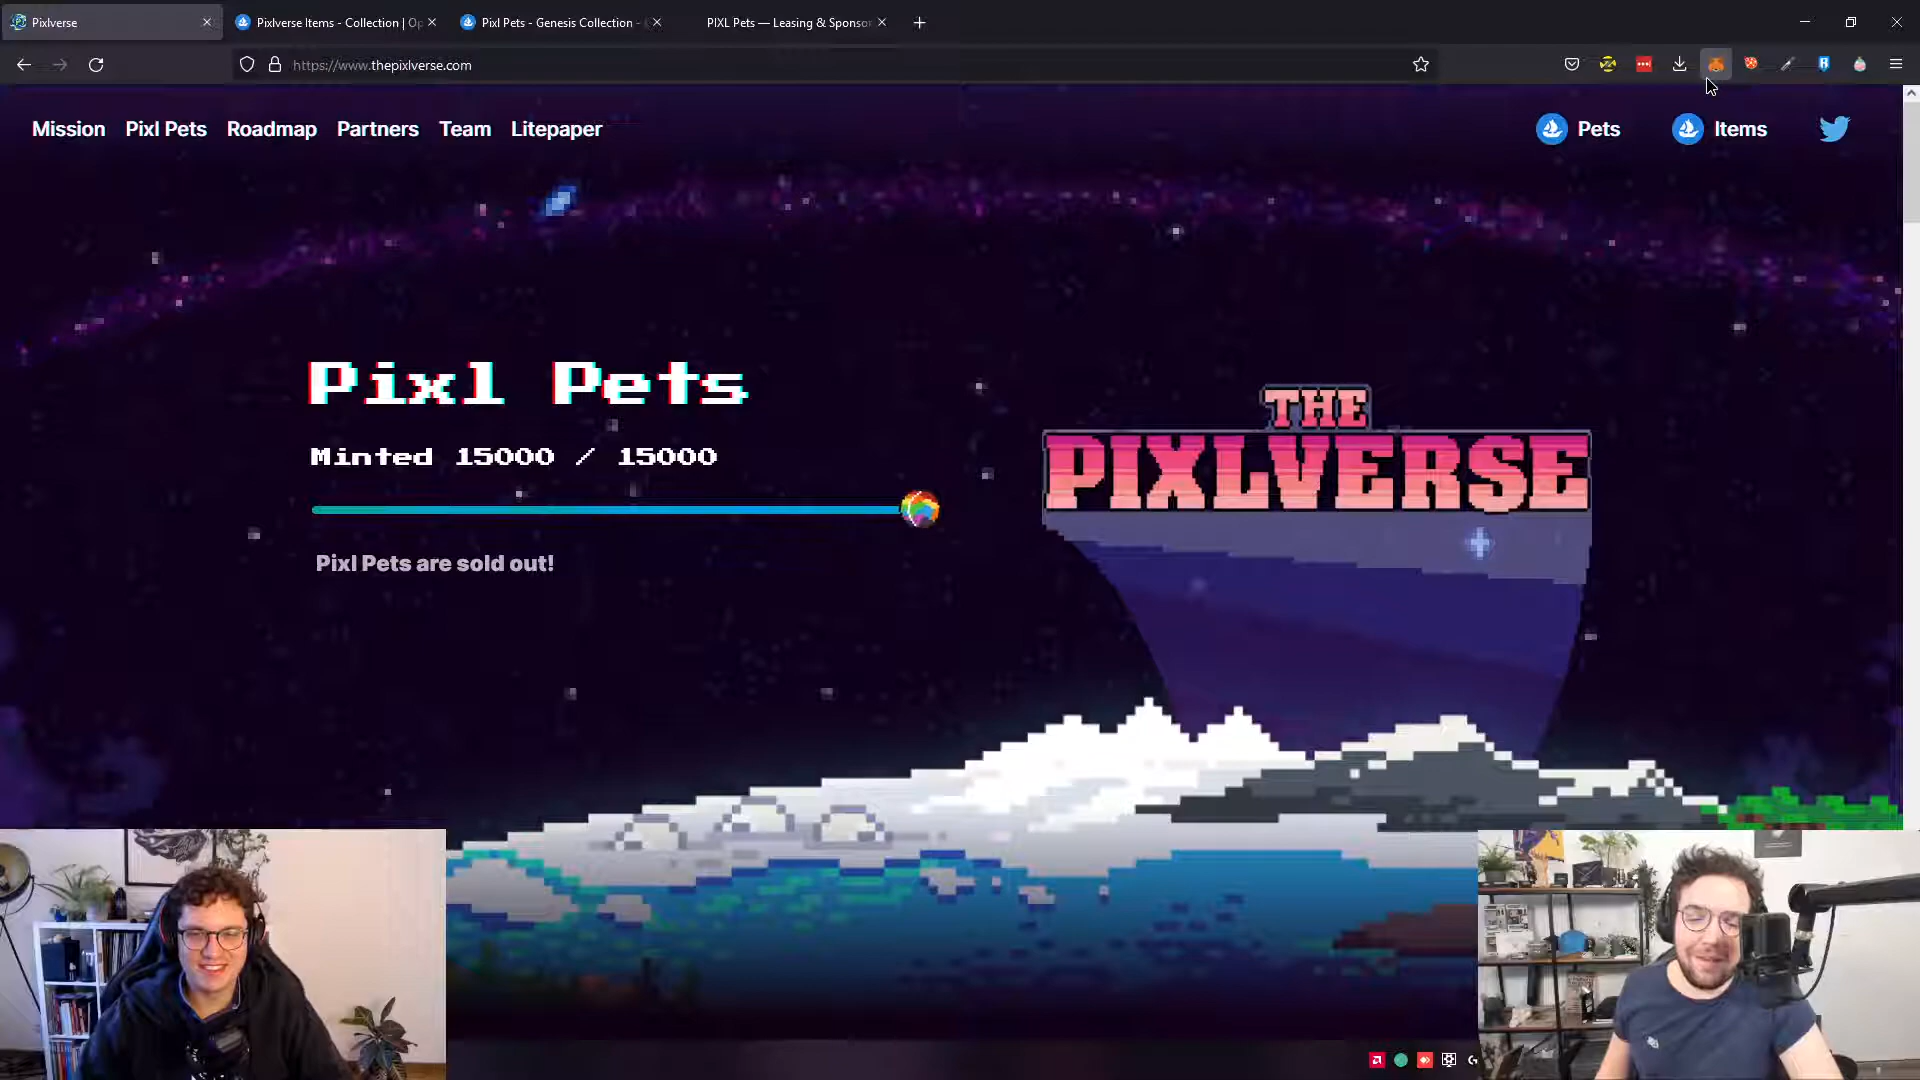 Pixlverse
Pixlverse Items - Collection | Op
Pixl Pets - Genesis Collection -
PIXL Pets — Leasing & Sponsor
https://www.thepixlverse.com
Mission
Pixl Pets
Roadmap
Partners
Team
Litepaper
Pets
Items
Pixl Pets
Minted 15000 / 15000
Pixl Pets are sold out!
THE
PIXLVERSE